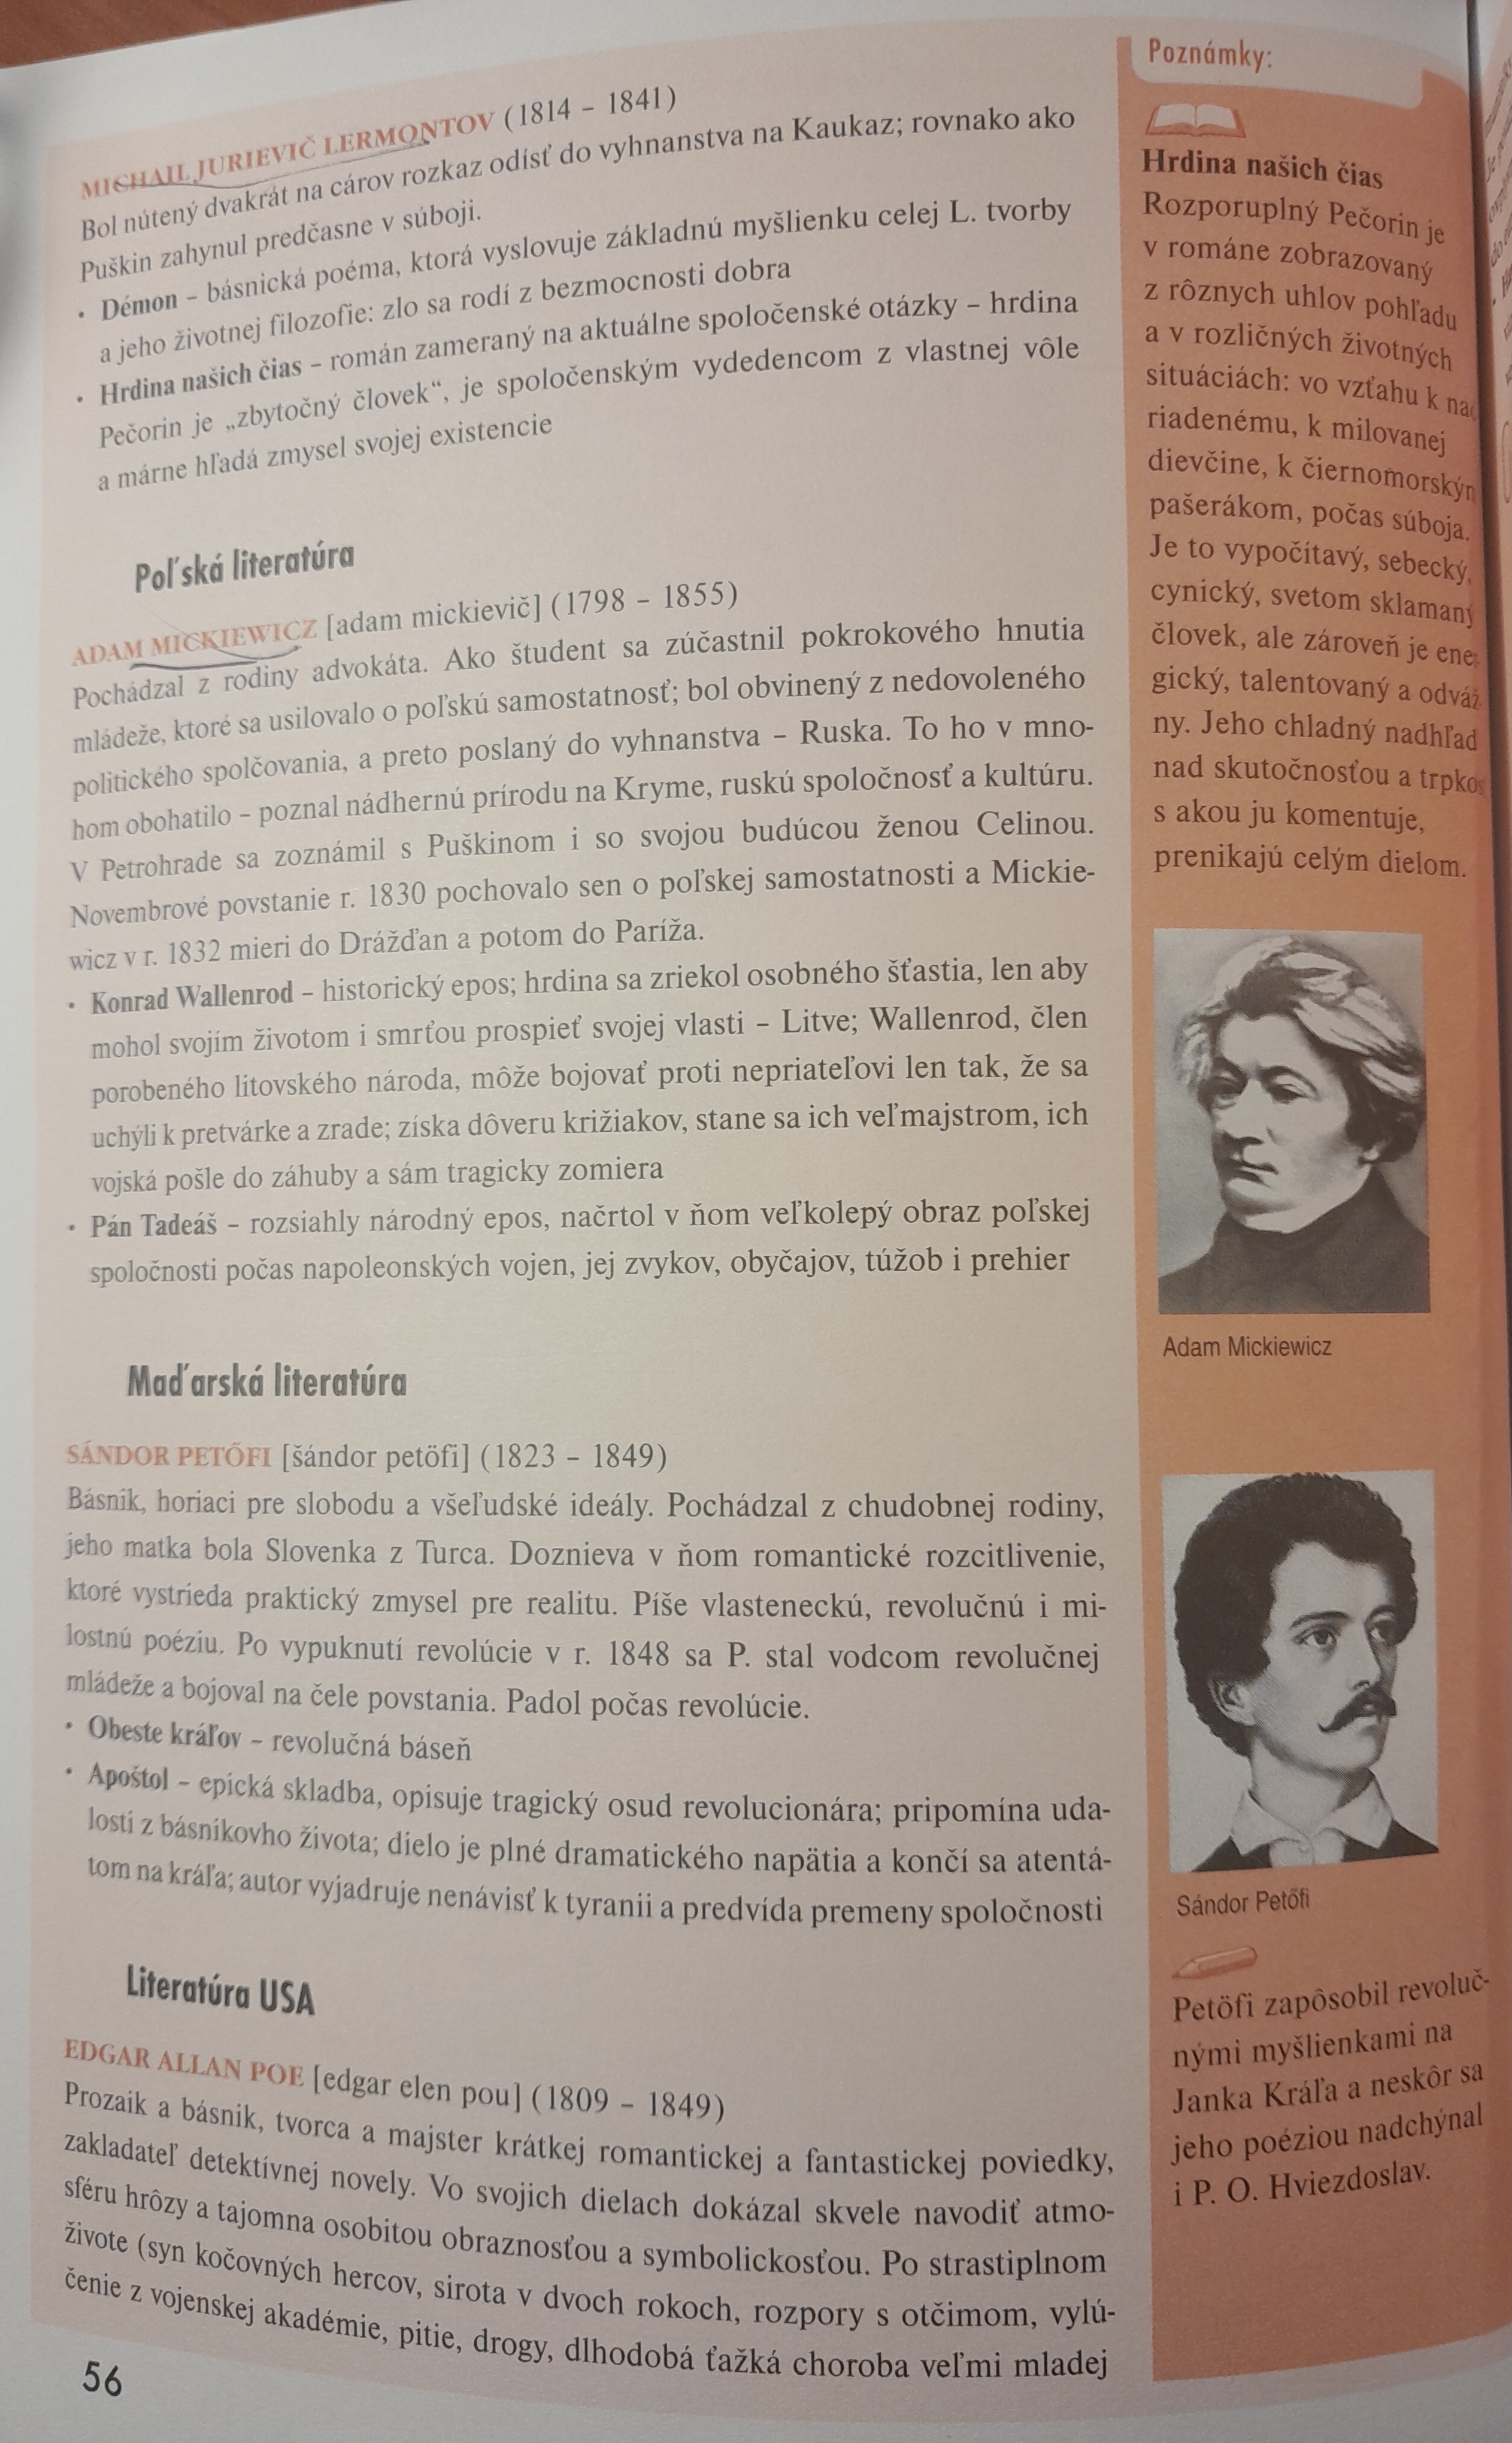 MICHAIL JURIEVIČ LERMONTOV (1814 – 1841)
Bol nútený dvakrát na cárov rozkaz odísť do vyhnanstva na Kaukaz; rovnako ako
Puškin zahynul predčasne v súboji.
• Démon – básnická poéma, ktorá vyslovuje základnú myšlienku celej L. tvorby
a jeho životnej filozofie: zlo sa rodí z bezmocnosti dobra
• Hrdina našich čias – román zameraný na aktuálne spoločenské otázky – hrdina
Pečorin je „zbytočný človek“, je spoločenským vydedencom z vlastnej vôle
a márne hľadá zmysel svojej existencie
Poľská literatúra
ADAM MICKIEWICZ [adam mickievič] (1798 – 1855)
Pochádzal z rodiny advokáta. Ako študent sa zúčastnil pokrokového hnutia
mládeže, ktoré sa usilovalo o poľskú samostatnosť; bol obvinený z nedovoleného
politického spolčovania, a preto poslaný do vyhnanstva – Ruska. To ho v mno-
hom obohatilo – poznal nádhernú prírodu na Kryme, ruskú spoločnosť a kultúru.
V Petrohrade sa zoznámil s Puškinom i so svojou budúcou ženou Celinou.
Novembrové povstanie r. 1830 pochovalo sen o poľskej samostatnosti a Mickie-
wicz v r. 1832 mieri do Drážďan a potom do Paríža.
• Konrad Wallenrod – historický epos; hrdina sa zriekol osobného šťastia, len aby
mohol svojím životom i smrťou prospieť svojej vlasti – Litve; Wallenrod, člen
porobeného litovského národa, môže bojovať proti nepriateľovi len tak, že sa
uchýli k pretvárke a zrade; získa dôveru križiakov, stane sa ich veľmajstrom, ich
vojská pošle do záhuby a sám tragicky zomiera
• Pán Tadeáš – rozsiahly národný epos, načrtol v ňom veľkolepý obraz poľskej
spoločnosti počas napoleonských vojen, jej zvykov, obyčajov, túžob i prehier
Maďarská literatúra
SÁNDOR PETŐFI [šándor petöfi] (1823 – 1849)
Básnik, horiaci pre slobodu a všeľudské ideály. Pochádzal z chudobnej rodiny,
jeho matka bola Slovenka z Turca. Doznieva v ňom romantické rozcitlivenie,
ktoré vystrieda praktický zmysel pre realitu. Píše vlasteneckú, revolučnú i mi-
lostnú poéziu. Po vypuknutí revolúcie v r. 1848 sa P. stal vodcom revolučnej
mládeže a bojoval na čele povstania. Padol počas revolúcie.
• Obeste kráľov – revolučná báseň
• Apoštol – epická skladba, opisuje tragický osud revolucionára; pripomína uda-
losti z básnikovho života; dielo je plné dramatického napätia a končí sa atentá-
tom na kráľa; autor vyjadruje nenávisť k tyranii a predvída premeny spoločnosti
Literatúra USA
EDGAR ALLAN POE [edgar elen pou] (1809 – 1849)
Prozaik a básnik, tvorca a majster krátkej romantickej a fantastickej poviedky,
zakladateľ detektívnej novely. Vo svojich dielach dokázal skvele navodiť atmo-
sféru hrôzy a tajomna osobitou obraznosťou a symbolickosťou. Po strastiplnom
živote (syn kočovných hercov, sirota v dvoch rokoch, rozpory s otčimom, vylú-
čenie z vojenskej akadémie, pitie, drogy, dlhodobá ťažká choroba veľmi mladej
56
Poznámky:
Hrdina našich čias
Rozporuplný Pečorin je
v románe zobrazovaný
z rôznych uhlov pohľadu
a v rozličných životných
situáciách: vo vzťahu k
riadenému, k milovanej
dievčine, k
pašerákom, počas súboja.
Je to vypočítavý, sebecký,
cynický, svetom sklamaný
človek, ale zároveň je
gický, talentovaný a
ny. Jeho chladný nadhľad
nad skutočnosťou a
s akou ju komentuje,
prenikajú celým dielom.
Adam Mickiewicz
Sándor Petőfi
Petöfi zapôsobil revoluč-
nými myšlienkami na
Janka Kráľa a neskôr sa
jeho poéziou nadchýnal
i P. O. Hviezdoslav.